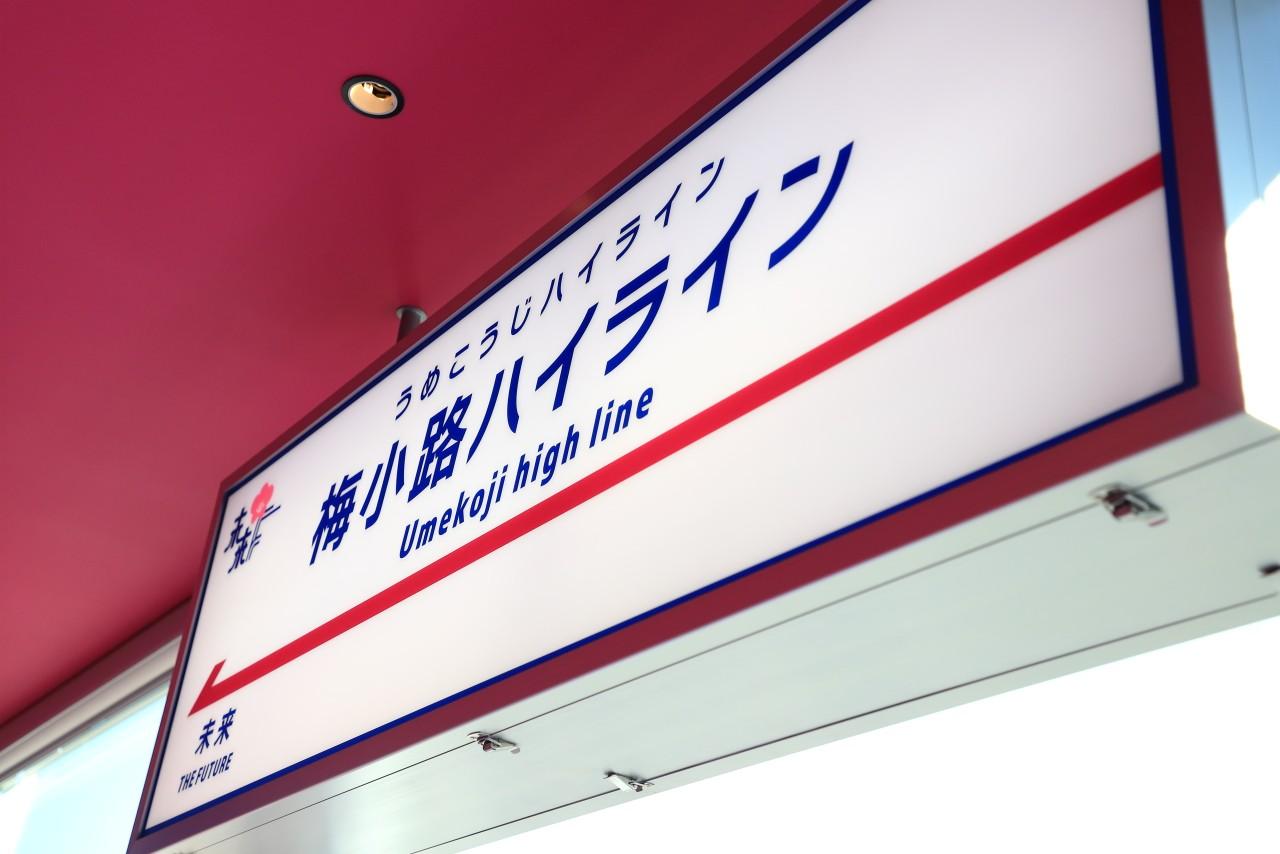 うめこうじハイライン
梅小路ハイライン
Umekoji high line
未来
THE FUTURE